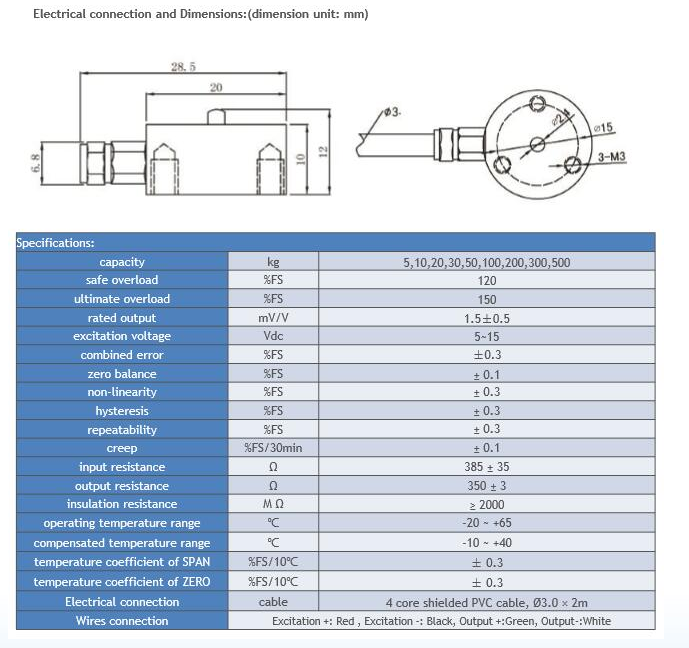 Electrical connection and Dimensions:(dimension unit: mm)
28.5
20
6.8
10
12
Ø3.
Ø15
3-M3
Specifications:
capacity kg 5,10,20,30,50,100,200,300,500
safe overload %FS 120
ultimate overload %FS 150
rated output mV/V 1.5±0.5
excitation voltage Vdc 5~15
combined error %FS ±0.3
zero balance %FS ± 0.1
non-linearity %FS ± 0.3
hysteresis %FS ± 0.3
repeatability %FS ± 0.3
creep %FS/30min ± 0.1
input resistance Ω 385 ± 35
output resistance Ω 350 ± 3
insulation resistance M Ω ≥ 2000
operating temperature range ℃ -20 ~ +65
compensated temperature range ℃ -10 ~ +40
temperature coefficient of SPAN %FS/10℃ ± 0.3
temperature coefficient of ZERO %FS/10℃ ± 0.3
Electrical connection cable 4 core shielded PVC cable, Ø3.0 × 2m
Wires connection Excitation +: Red , Excitation -: Black, Output +:Green, Output-:White